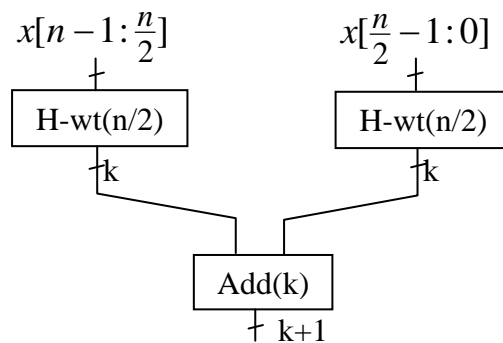 x[n − 1:n/2] x[n/2 − 1:0]
H-wt(n/2) H-wt(n/2)
k k
Add(k)
k+1